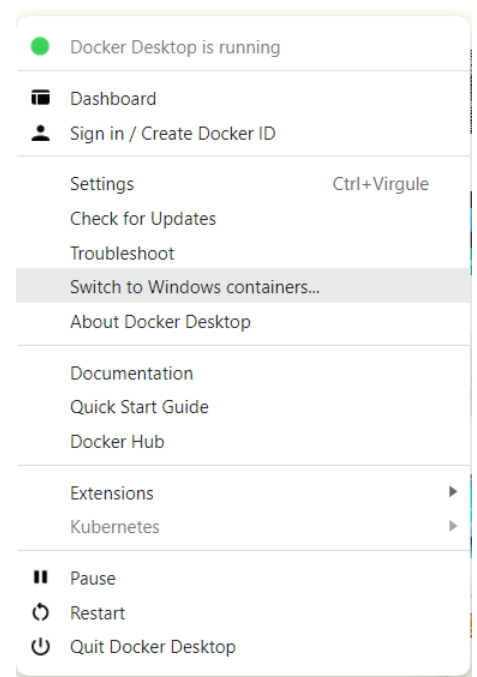 Docker Desktop is running
Dashboard
Sign in / Create Docker ID
Settings Ctrl+Virgule
Check for Updates
Troubleshoot
Switch to Windows containers...
About Docker Desktop
Documentation
Quick Start Guide
Docker Hub
Extensions
Kubernetes
Pause
Restart
Quit Docker Desktop